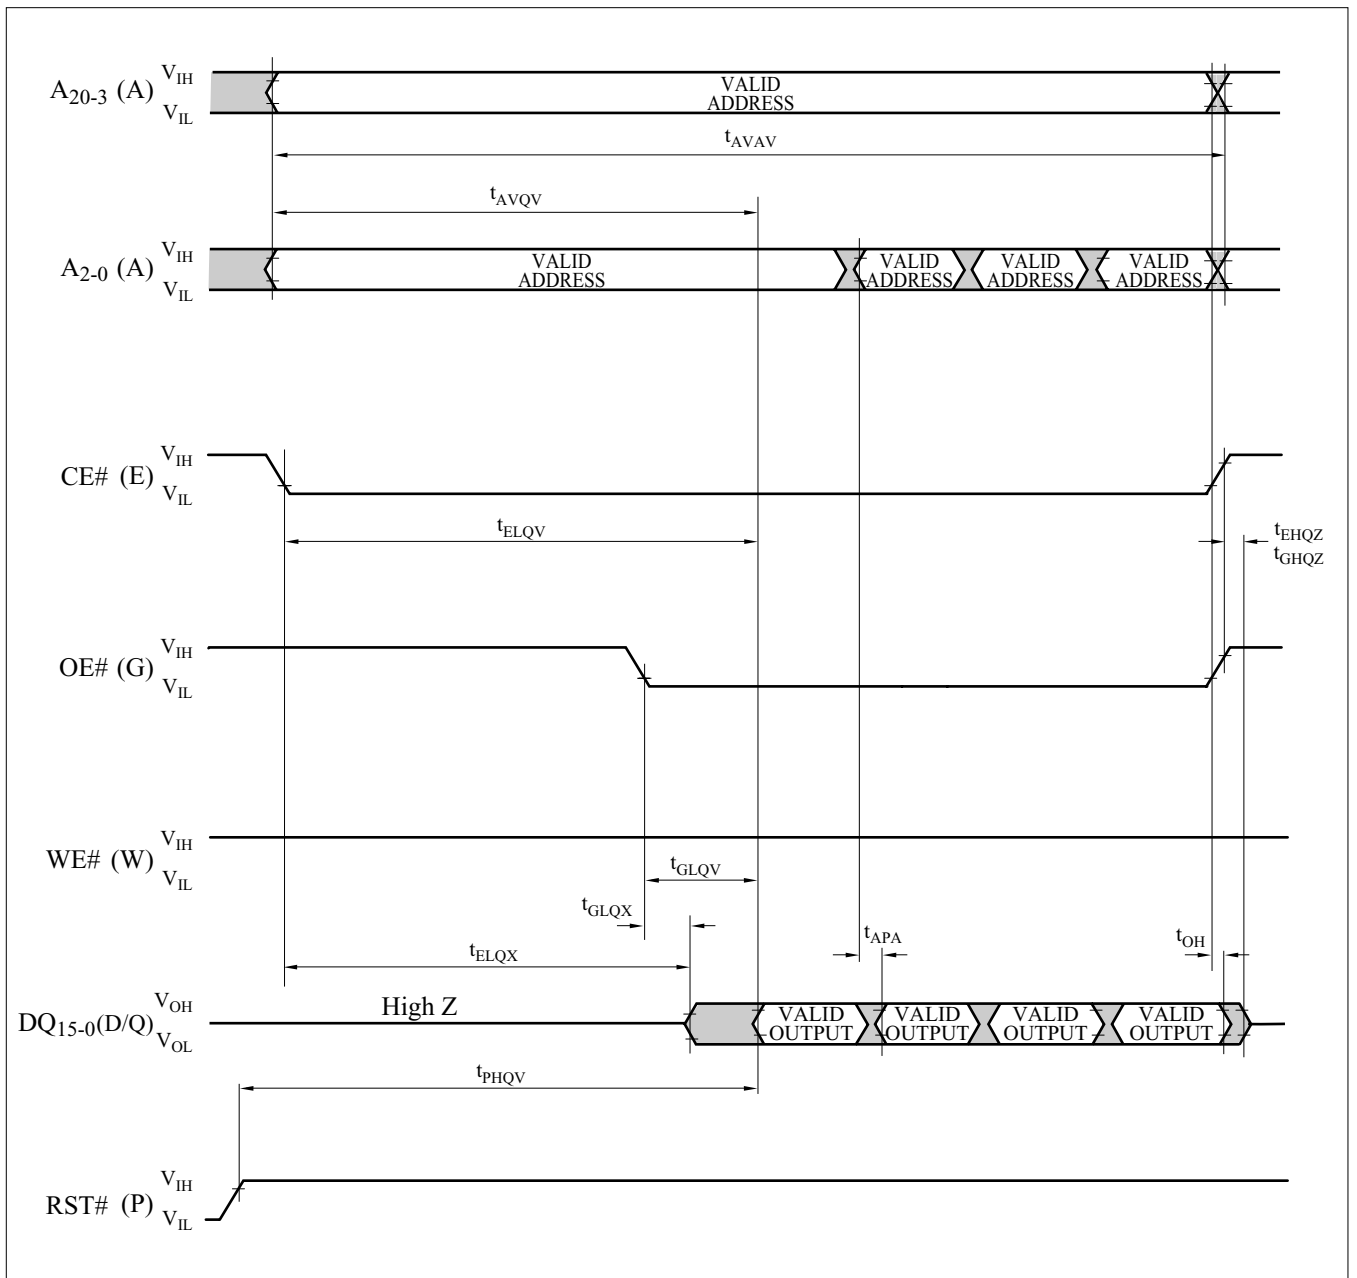 A20-3 (A) VIH
VIL
VALID
ADDRESS
tAVAV
tAVQV
A2-0 (A) VIH
VIL
VALID
ADDRESS
VALID
ADDRESS
VALID
ADDRESS
VALID
ADDRESS
CE# (E) VIH
VIL
tELQV
tEHQZ
tGHQZ
OE# (G) VIH
VIL
WE# (W) VIH
VIL
tGLQV
tGLQX
tAPA
tOH
tELQX
DQ15-0(D/Q) VOH
VOL
High Z
VALID
OUTPUT
VALID
OUTPUT
VALID
OUTPUT
VALID
OUTPUT
tPHQV
RST# (P) VIH
VIL